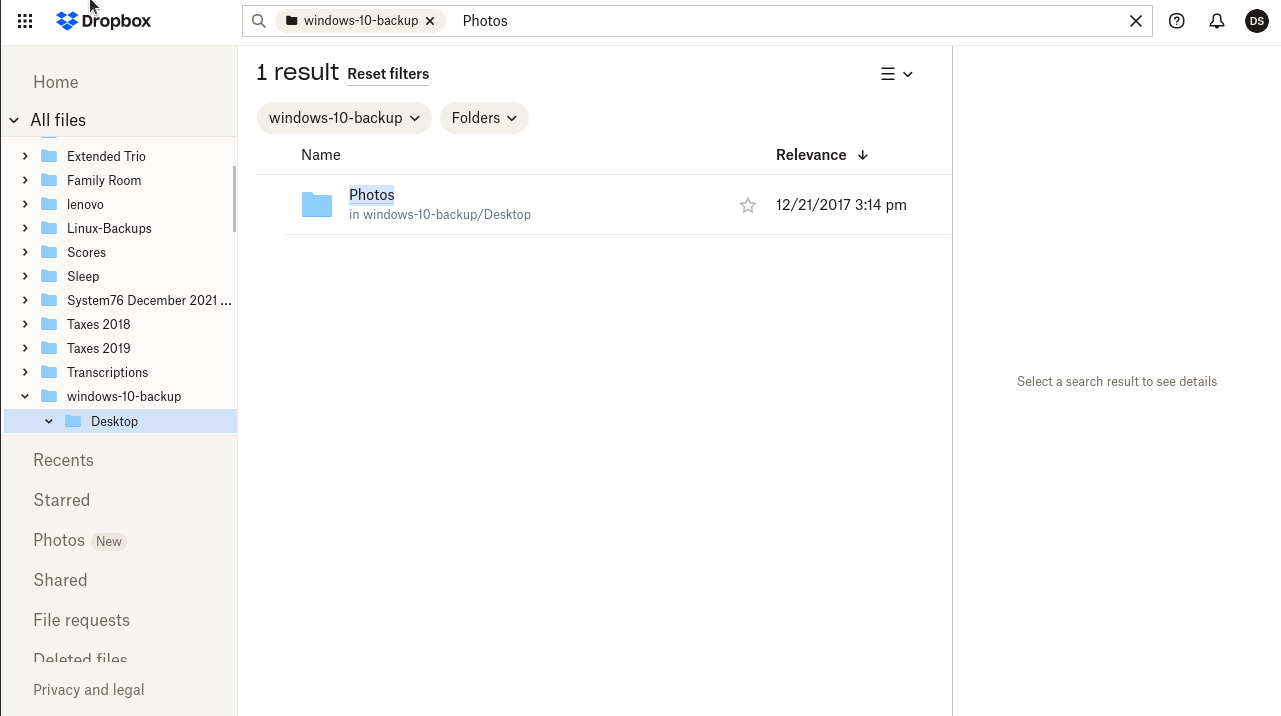 Dropbox
windows-10-backup
Photos
DS
Home
All files
Extended Trio
Family Room
lenovo
Linux-Backups
Scores
Sleep
System76 December 2021 ...
Taxes 2018
Taxes 2019
Transcriptions
windows-10-backup
Desktop
Recents
Starred
Photos New
Shared
File requests
Deleted files
Privacy and legal
1 result Reset filters
windows-10-backup Folders
Name Relevance
Photos
in windows-10-backup/Desktop
12/21/2017 3:14 pm
Select a search result to see details